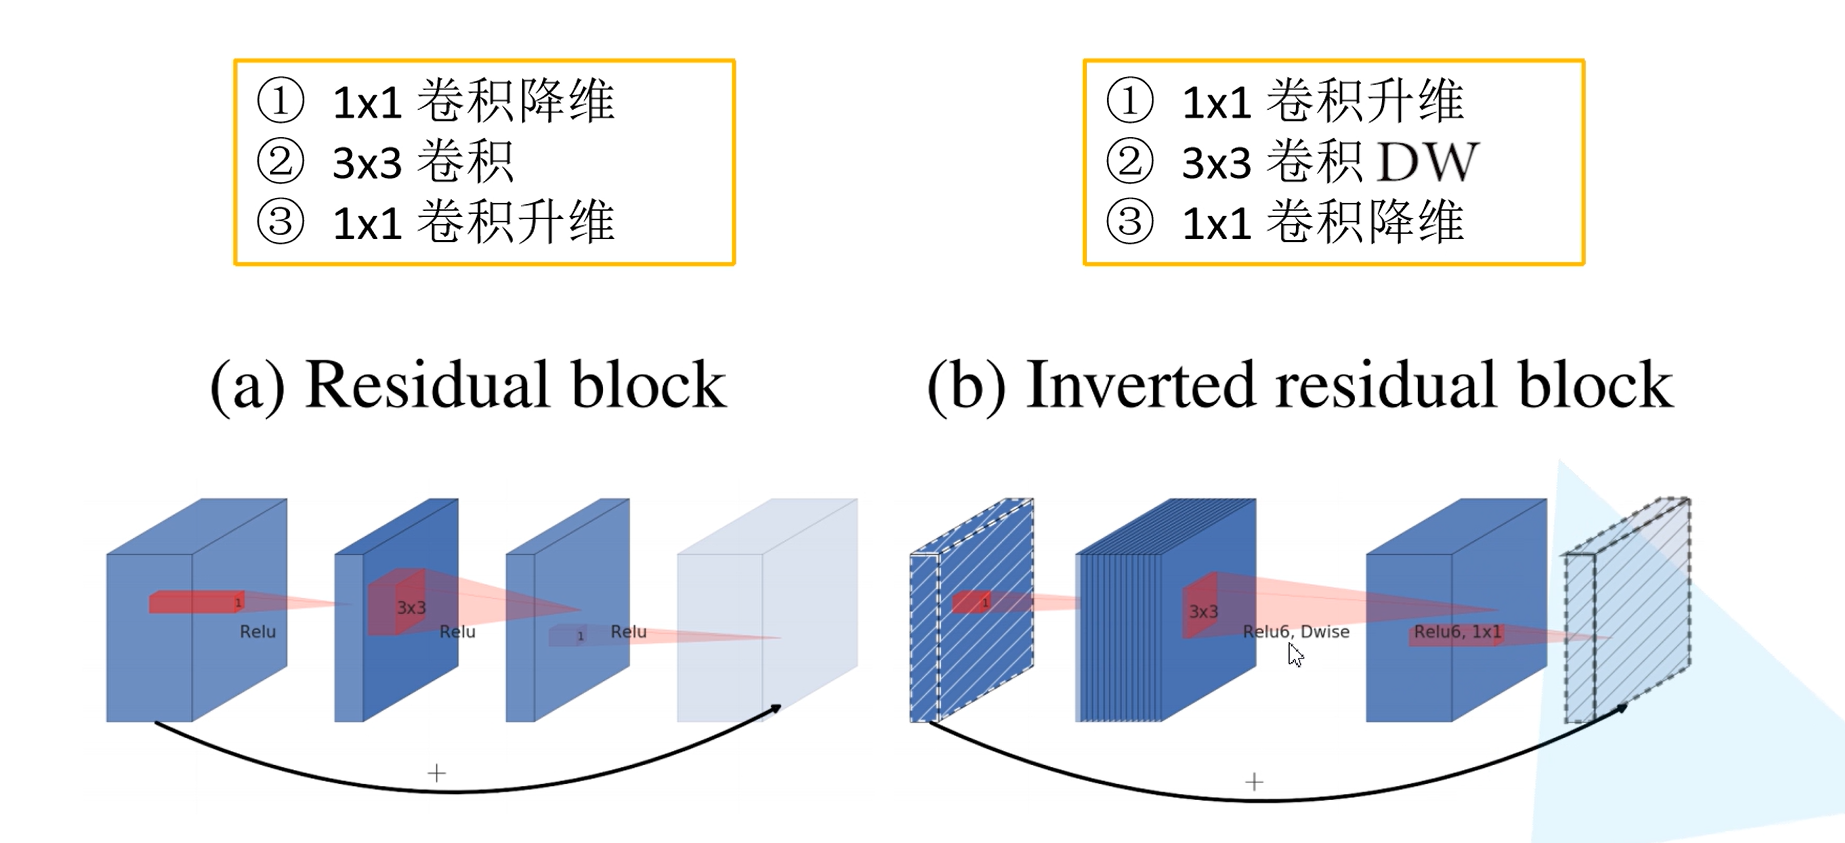 ① 1x1 卷积降维
② 3x3 卷积
③ 1x1 卷积升维
① 1x1 卷积升维
② 3x3 卷积 DW
③ 1x1 卷积降维
(a) Residual block
(b) Inverted residual block
1
Relu
3x3
Relu
1
Relu
+
1
3x3
Relu6, Dwise
Relu6, 1x1
+